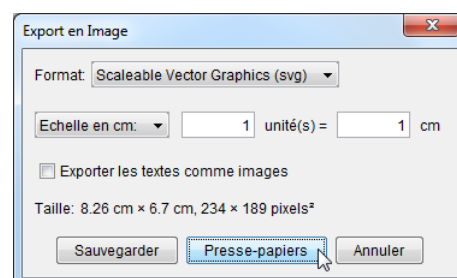 Export en Image
Format: Scaleable Vector Graphics (svg)
Echelle en cm: 1 unité(s) = 1 cm
Exporter les textes comme images
Taille: 8.26 cm × 6.7 cm, 234 × 189 pixels²
Sauvegarder Presse-papiers Annuler